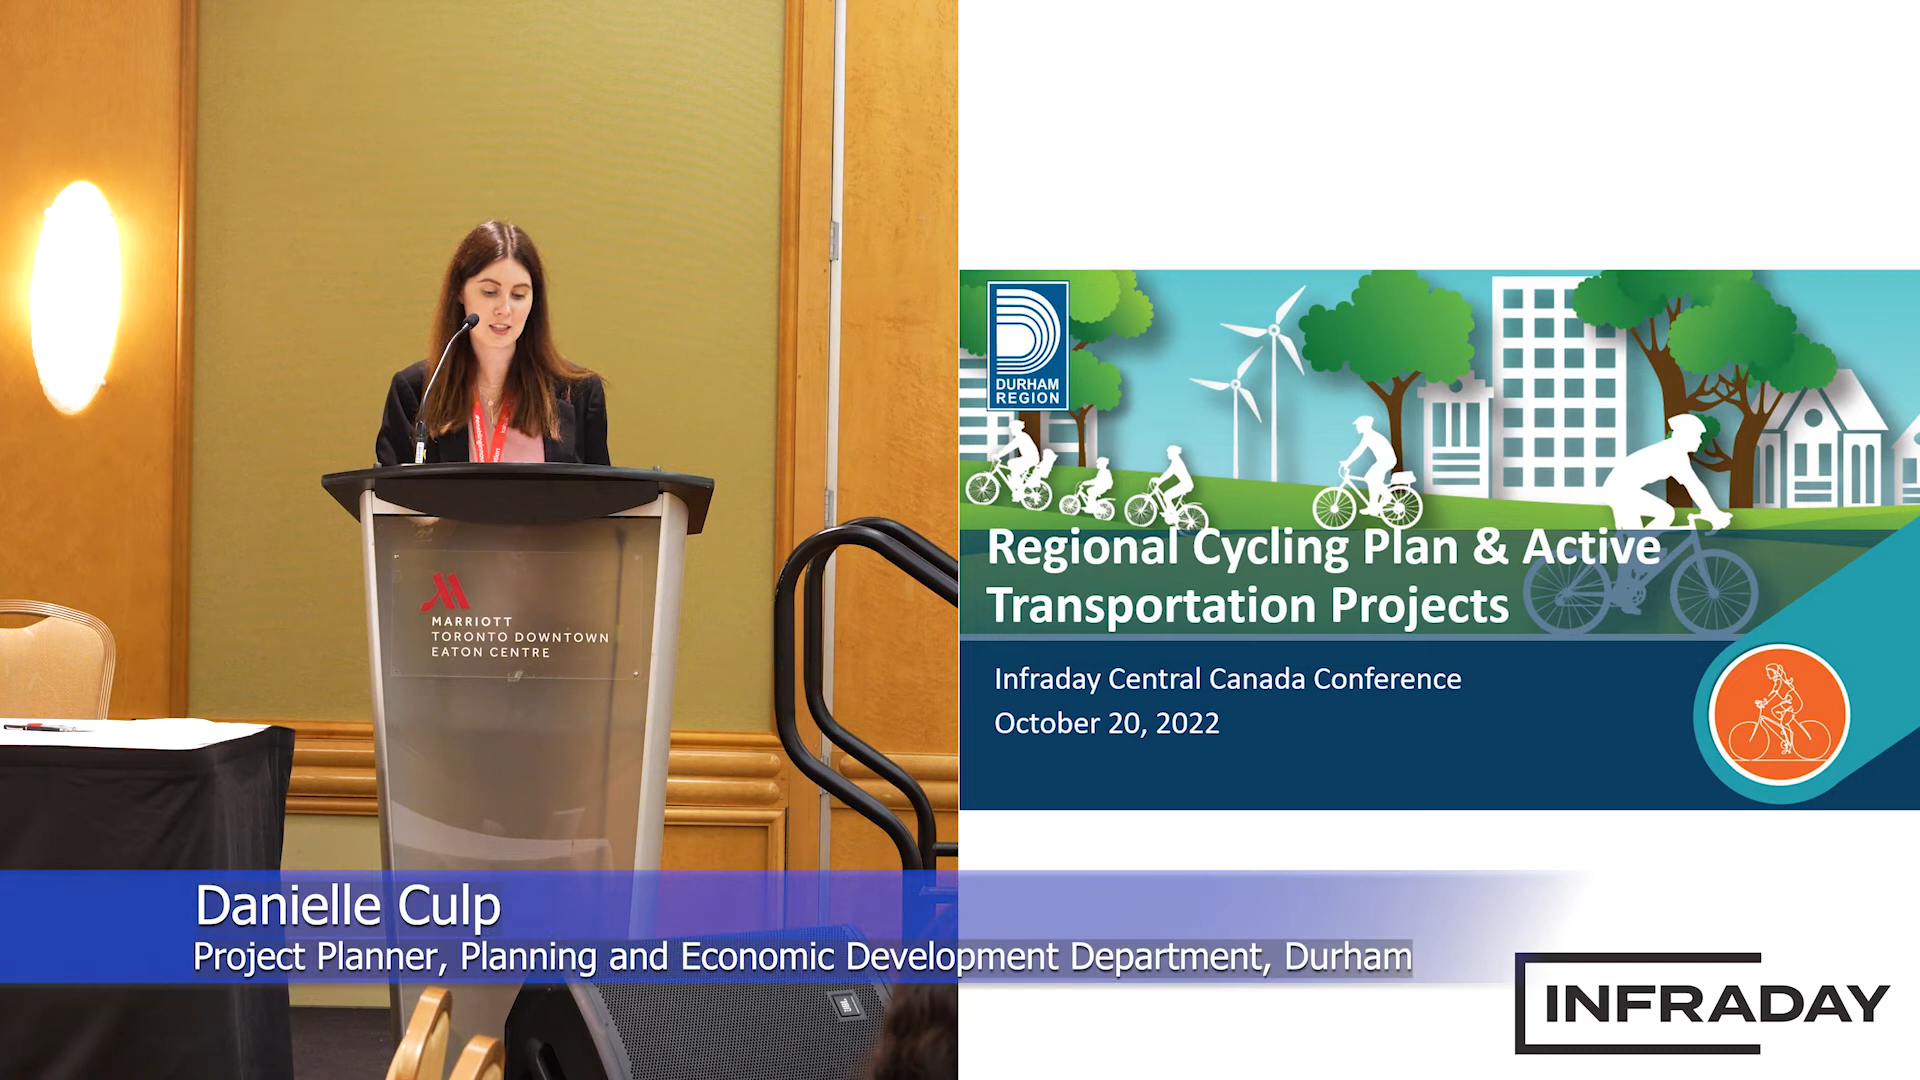 MARRIOTT
TORONTO DOWNTOWN
EATON CENTRE
JBL
DURHAM
REGION
Regional Cycling Plan & Active
Transportation Projects
Infraday Central Canada Conference
October 20, 2022
Danielle Culp
Project Planner, Planning and Economic Development Department, Durham
INFRADAY